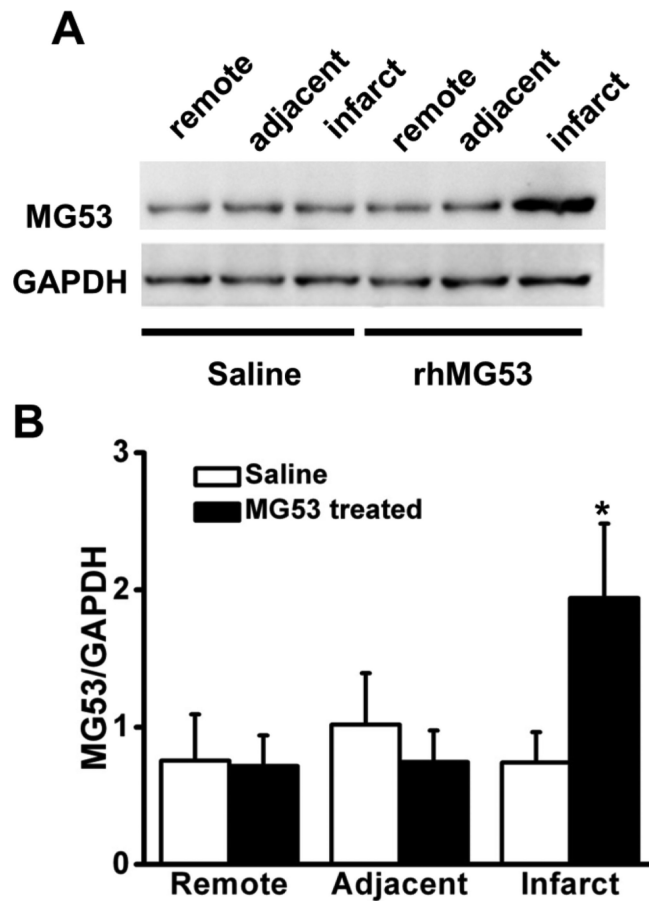 A
remote adjacent infarct remote adjacent infarct
MG53
GAPDH
Saline rhMG53
B
3
Saline
MG53 treated
*
2
MG53/GAPDH
1
0
Remote Adjacent Infarct